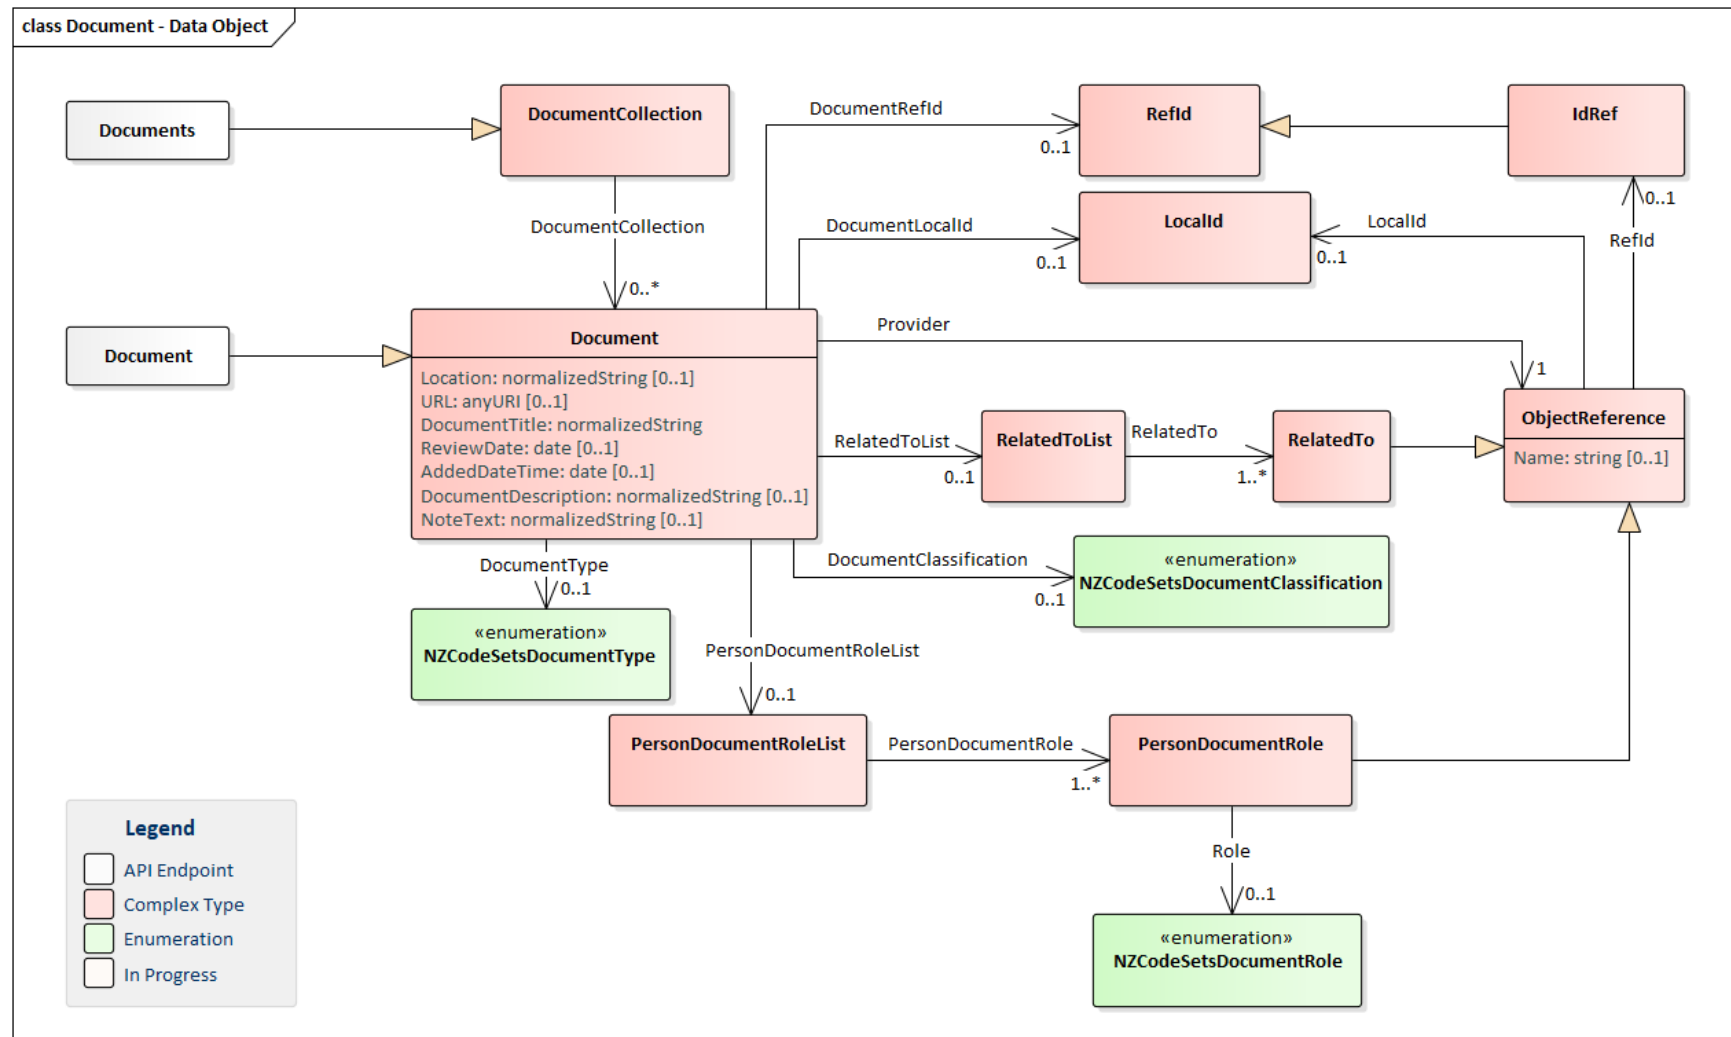 class Document - Data Object
Documents
DocumentCollection
DocumentRefId
0..1
RefId
IdRef
0..1
RefId
DocumentCollection
0..*
DocumentLocalId
0..1
LocalId
LocalId
0..1
Document
Document
Location: normalizedString [0..1]
URL: anyURI [0..1]
DocumentTitle: normalizedString
ReviewDate: date [0..1]
AddedDateTime: date [0..1]
DocumentDescription: normalizedString [0..1]
NoteText: normalizedString [0..1]
Provider
1
RelatedToList
0..1
RelatedToList
RelatedTo
1..*
RelatedTo
ObjectReference
Name: string [0..1]
DocumentType
0..1
«enumeration»
NZCodeSetsDocumentType
DocumentClassification
0..1
«enumeration»
NZCodeSetsDocumentClassification
PersonDocumentRoleList
0..1
PersonDocumentRoleList
PersonDocumentRole
1..*
PersonDocumentRole
Role
0..1
«enumeration»
NZCodeSetsDocumentRole
Legend
API Endpoint
Complex Type
Enumeration
In Progress